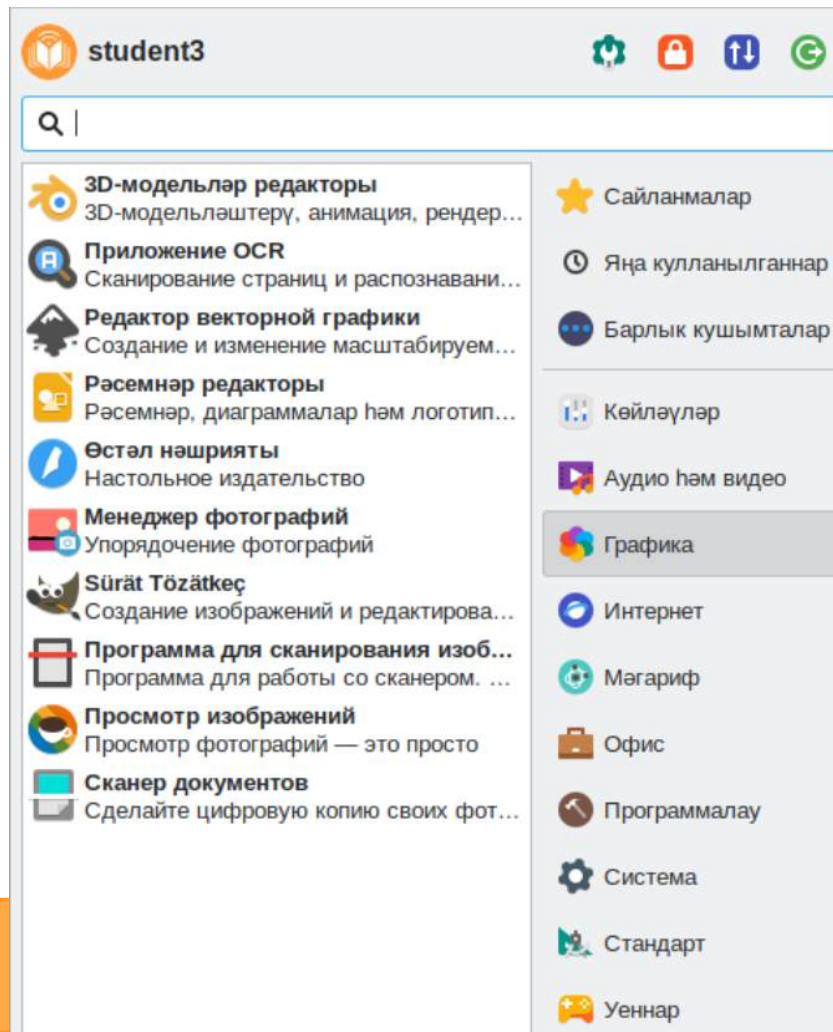 student3
3D-модельләр редакторы
3D-модельләштерү, анимация, рендер...
Приложение OCR
Сканирование страниц и распознавани...
Редактор векторной графики
Создание и изменение масштабируем...
Рәсемнәр редакторы
Рәсемнәр, диаграммалар һәм логотип...
Өстәл нәшрияты
Настольное издательство
Менеджер фотографий
Упорядочение фотографий
Sürät Tözätkeç
Создание изображений и редактирова...
Программа для сканирования изоб...
Программа для работы со сканером. ...
Просмотр изображений
Просмотр фотографий — это просто
Сканер документов
Сделайте цифровую копию своих фот...
Сайланмалар
Яңа кулланылганнар
Барлык кушымталар
Көйләүләр
Аудио һәм видео
Графика
Интернет
Мәгариф
Офис
Программалау
Система
Стандарт
Уеннар